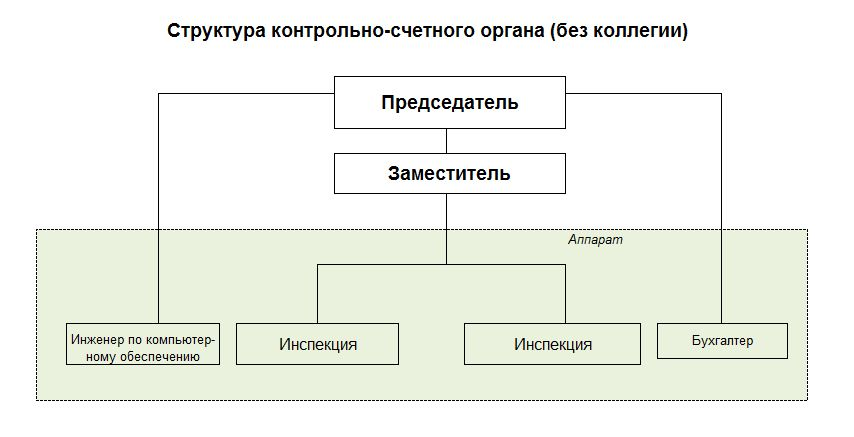 Структура контрольно-счетного органа (без коллегии)
Председатель
Заместитель
Аппарат
Инженер по компьютер-
ному обеспечению
Инспекция
Инспекция
Бухгалтер